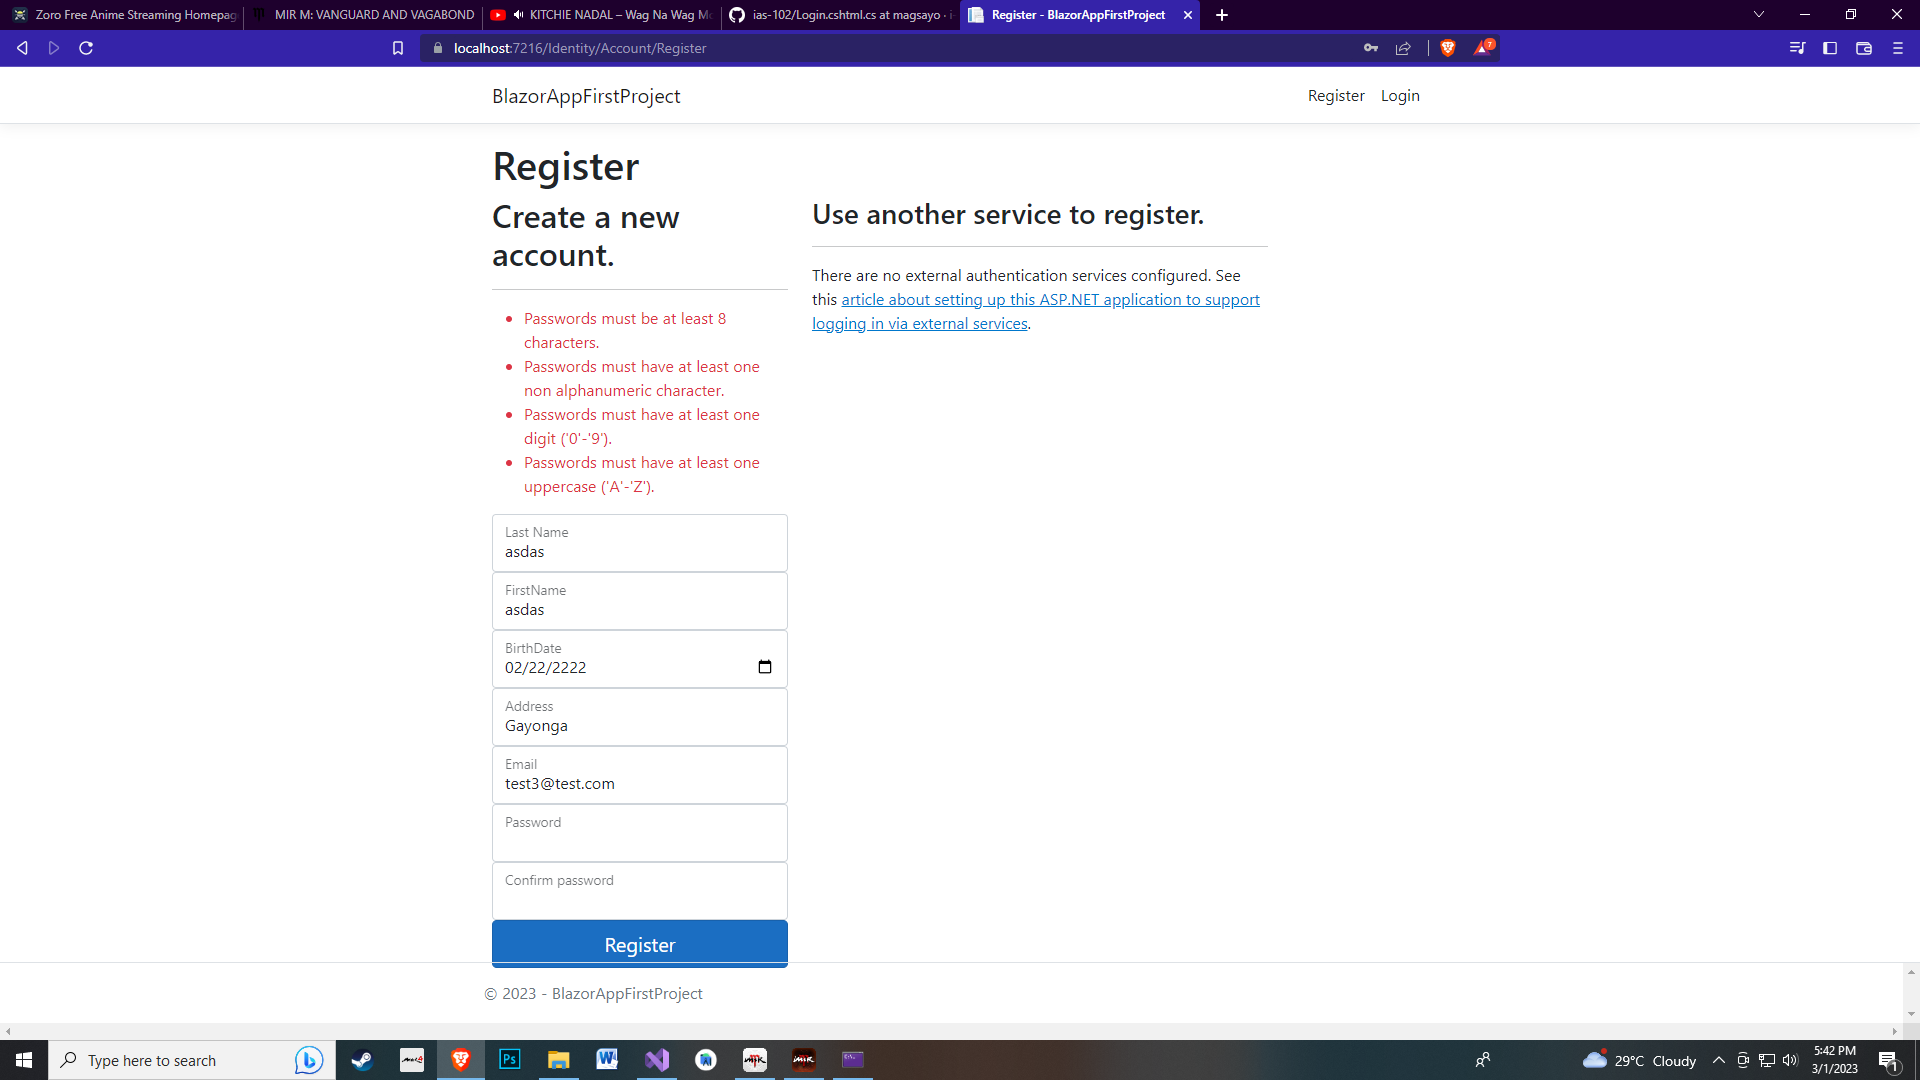 Zoro Free Anime Streaming Homepag
MIR M: VANGUARD AND VAGABOND
KITCHIE NADAL – Wag Na Wag Mo
ias-102/Login.cshtml.cs at magsayo · i
Register - BlazorAppFirstProject
localhost:7216/Identity/Account/Register
7
BlazorAppFirstProject
Register
Login
Register
Create a new
account.
Use another service to register.
There are no external authentication services configured. See
this article about setting up this ASP.NET application to support
logging in via external services.
Passwords must be at least 8
characters.
Passwords must have at least one
non alphanumeric character.
Passwords must have at least one
digit ('0'-'9').
Passwords must have at least one
uppercase ('A'-'Z').
Last Name
asdas
FirstName
asdas
BirthDate
02/22/2222
Address
Gayonga
Email
test3@test.com
Password
Confirm password
Register
© 2023 - BlazorAppFirstProject
Type here to search
Ps
29°C Cloudy
5:42 PM
3/1/2023
1